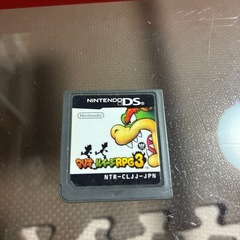 NINTENDO DS
Nintendo
マリオ&ルイージRPG3
NTR-CLJJ-JPN